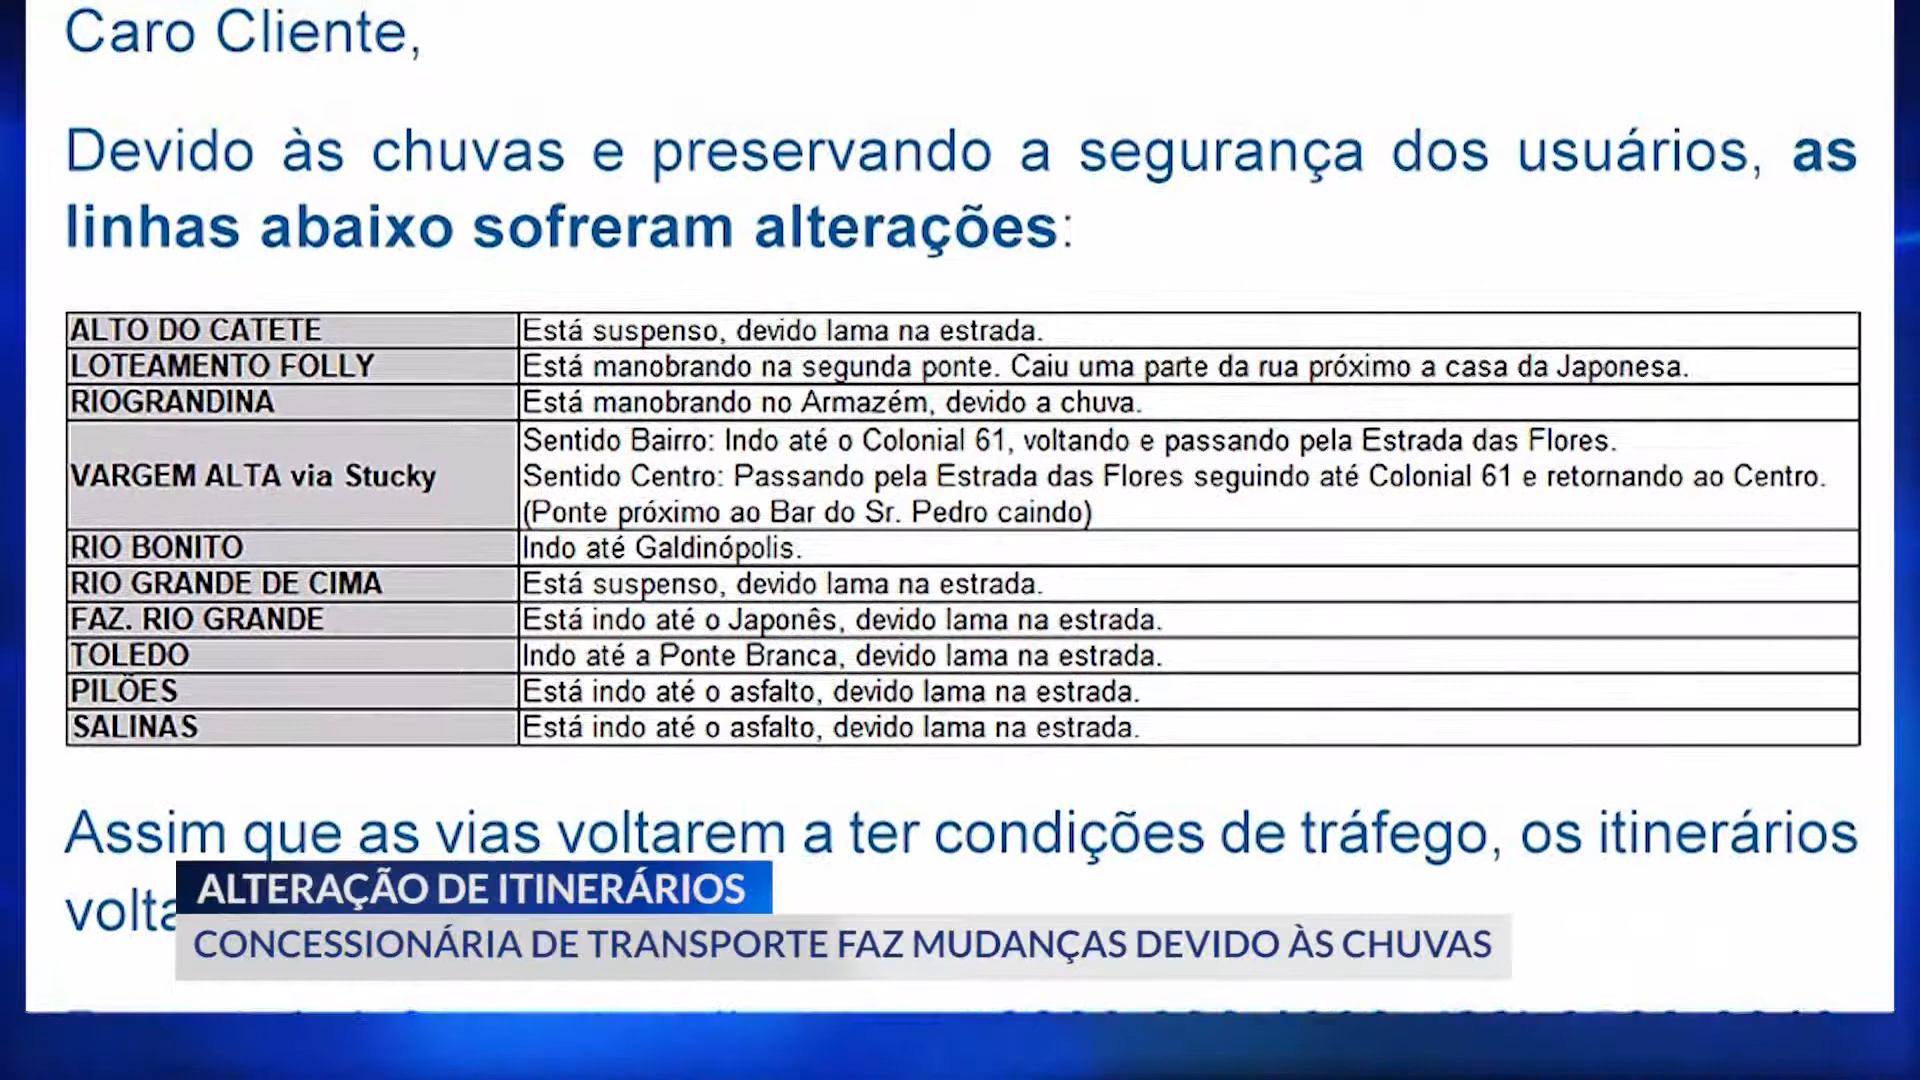 Caro Cliente,
Devido às chuvas e preservando a segurança dos usuários, as
linhas abaixo sofreram alterações:
ALTO DO CATETE Está suspenso, devido lama na estrada.
LOTEAMENTO FOLLY Está manobrando na segunda ponte. Caiu uma parte da rua próximo a casa da Japonesa.
RIOGRANDINA Está manobrando no Armazém, devido a chuva.
Sentido Bairro: Indo até o Colonial 61, voltando e passando pela Estrada das Flores.
VARGEM ALTA via Stucky Sentido Centro: Passando pela Estrada das Flores seguindo até Colonial 61 e retornando ao Centro.
(Ponte próximo ao Bar do Sr. Pedro caindo)
RIO BONITO Indo até Galdinópolis.
RIO GRANDE DE CIMA Está suspenso, devido lama na estrada.
FAZ. RIO GRANDE Está indo até o Japonês, devido lama na estrada.
TOLEDO Indo até a Ponte Branca, devido lama na estrada.
PILÕES Está indo até o asfalto, devido lama na estrada.
SALINAS Está indo até o asfalto, devido lama na estrada.
Assim que as vias voltarem a ter condições de tráfego, os itinerários
ALTERAÇÃO DE ITINERÁRIOS
CONCESSIONÁRIA DE TRANSPORTE FAZ MUDANÇAS DEVIDO ÀS CHUVAS